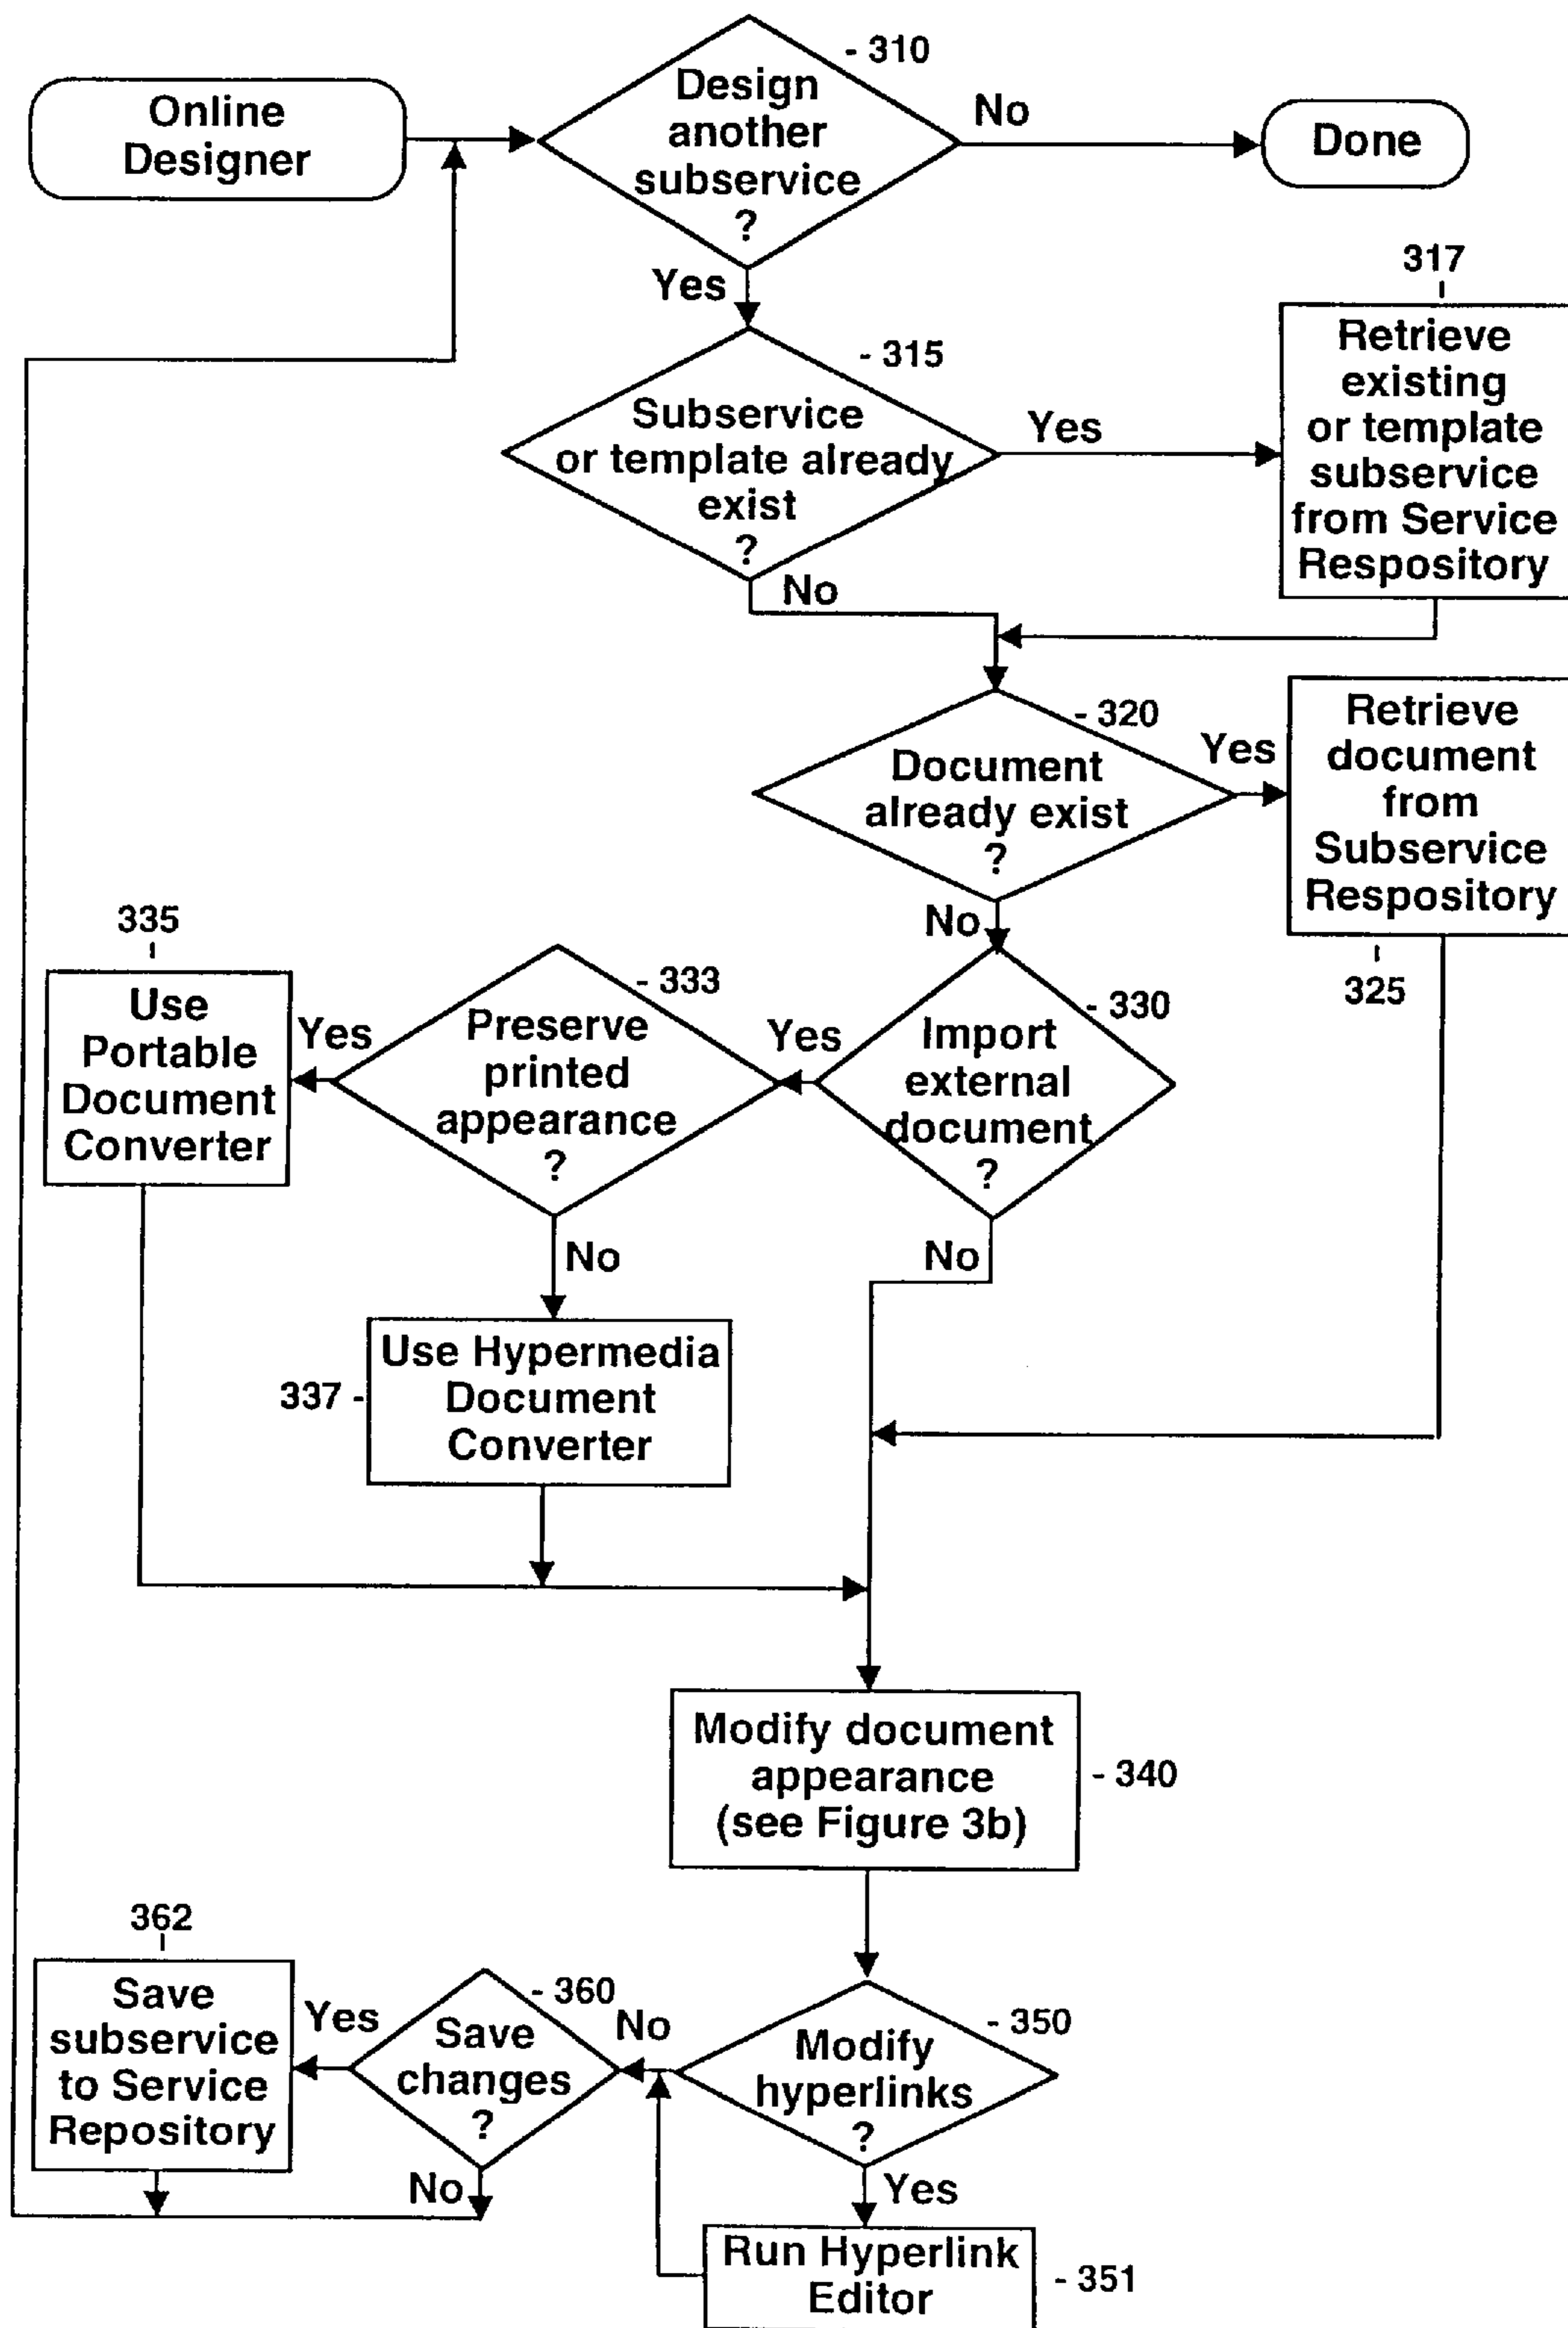 Online
Designer
- 310
Design
another
subservice
?
No
Done
Yes
317
- 315
Subservice
or template already
exist
?
Yes
Retrieve
existing
or template
subservice
from Service
Respository
No
- 320
Document
already exist
?
Yes
Retrieve
document
from
Subservice
Respository
325
No
335
Use
Portable
Document
Converter
Yes
- 333
Preserve
printed
appearance
?
Yes
- 330
Import
external
document
?
No
No
337 -
Use Hypermedia
Document
Converter
Modify document
appearance
(see Figure 3b)
- 340
362
Save
subservice
to Service
Repository
Yes
- 360
Save
changes
?
No
No
- 350
Modify
hyperlinks
?
Yes
Run Hyperlink
Editor
- 351